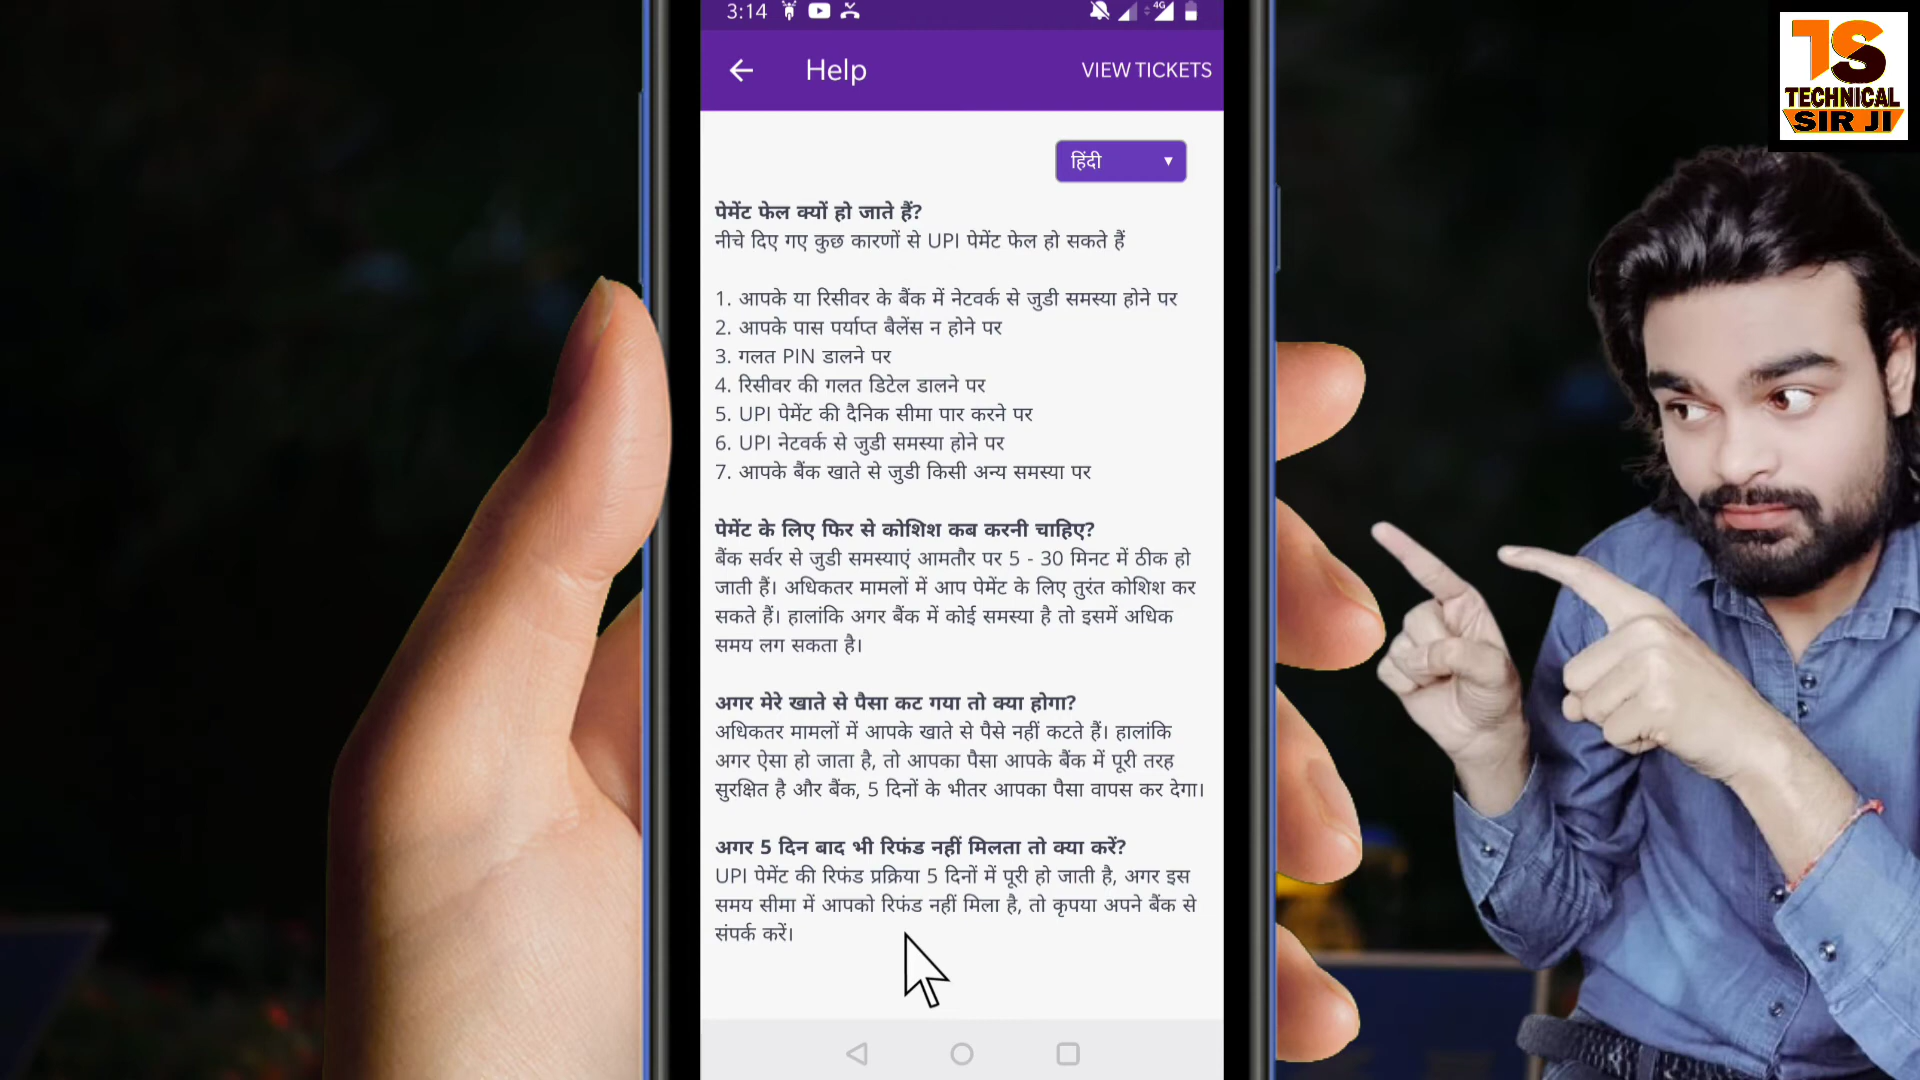 3:14
4G
Help
VIEW TICKETS
TS
TECHNICAL
SIR JI
हिंदी
पेमेंट फेल क्यों हो जाते हैं?
नीचे दिए गए कुछ कारणों से UPI पेमेंट फेल हो सकते हैं
1. आपके या रिसीवर के बैंक में नेटवर्क से जुडी समस्या होने पर
2. आपके पास पर्याप्त बैलेंस न होने पर
3. गलत PIN डालने पर
4. रिसीवर की गलत डिटेल डालने पर
5. UPI पेमेंट की दैनिक सीमा पार करने पर
6. UPI नेटवर्क से जुडी समस्या होने पर
7. आपके बैंक खाते से जुडी किसी अन्य समस्या पर
पेमेंट के लिए फिर से कोशिश कब करनी चाहिए?
बैंक सर्वर से जुडी समस्याएं आमतौर पर 5 - 30 मिनट में ठीक हो
जाती हैं। अधिकतर मामलों में आप पेमेंट के लिए तुरंत कोशिश कर
सकते हैं। हालांकि अगर बैंक में कोई समस्या है तो इसमें अधिक
समय लग सकता है।
अगर मेरे खाते से पैसा कट गया तो क्या होगा?
अधिकतर मामलों में आपके खाते से पैसे नहीं कटते हैं। हालांकि
अगर ऐसा हो जाता है, तो आपका पैसा आपके बैंक में पूरी तरह
सुरक्षित है और बैंक, 5 दिनों के भीतर आपका पैसा वापस कर देगा।
अगर 5 दिन बाद भी रिफंड नहीं मिलता तो क्या करें?
UPI पेमेंट की रिफंड प्रक्रिया 5 दिनों में पूरी हो जाती है, अगर इस
समय सीमा में आपको रिफंड नहीं मिला है, तो कृपया अपने बैंक से
संपर्क करें।